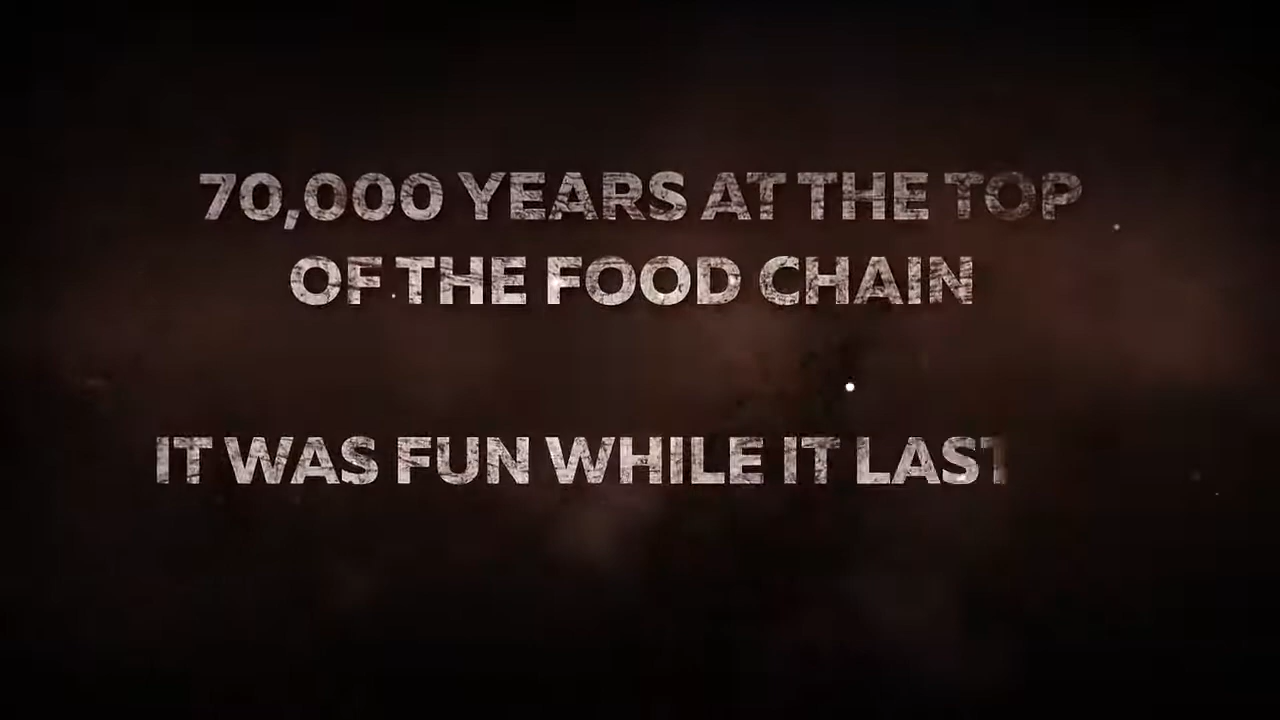 70,000 YEARS AT THE TOP
OF THE FOOD CHAIN
IT WAS FUN WHILE IT LAST